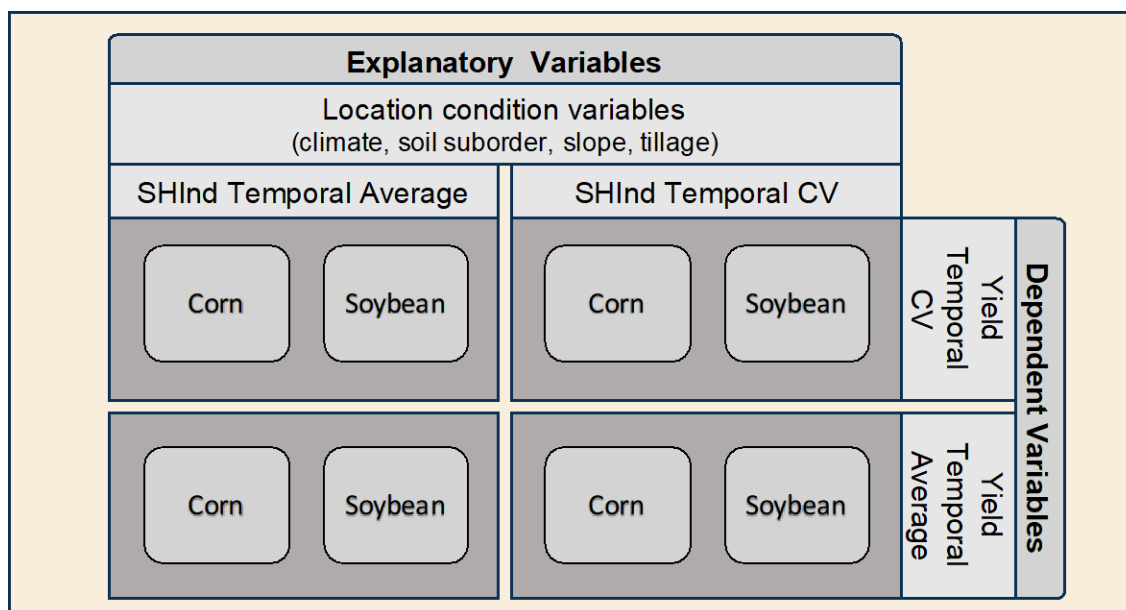 Explanatory Variables
Location condition variables
(climate, soil suborder, slope, tillage)
SHInd Temporal Average
SHInd Temporal CV
Corn
Soybean
Corn
Soybean
Yield
Temporal
CV
Dependent Variables
Corn
Soybean
Corn
Soybean
Yield
Temporal
Average